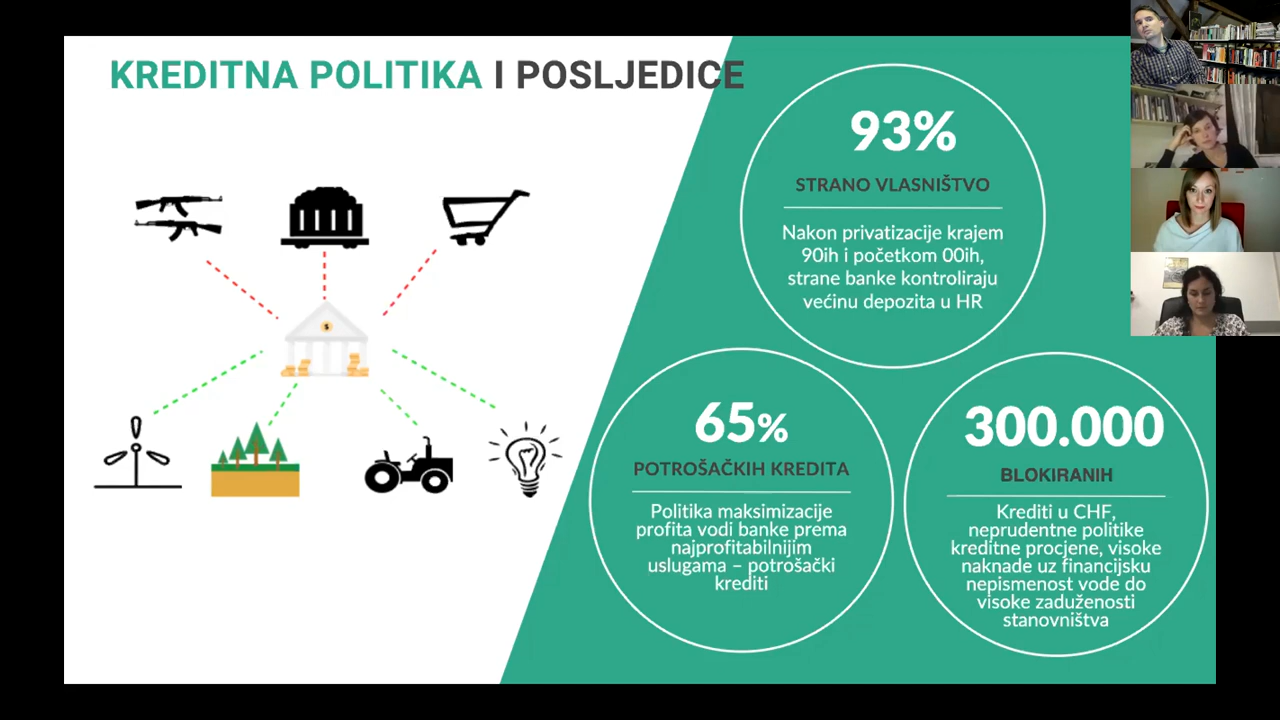 KREDITNA POLITIKA I POSLJEDICE
93%
STRANO VLASNIŠTVO
Nakon privatizacije krajem
90ih i početkom 00ih,
strane banke kontroliraju
većinu depozita u HR
65%
POTROŠAČKIH KREDITA
Politika maksimizacije
profita vodi banke prema
najprofitabilnijim
uslugama – potrošački
krediti
300.000
BLOKIRANIH
Krediti u CHF,
neprudentne politike
kreditne procjene, visoke
naknade uz financijsku
nepismenost vode do
visoke zaduženosti
stanovništva
$